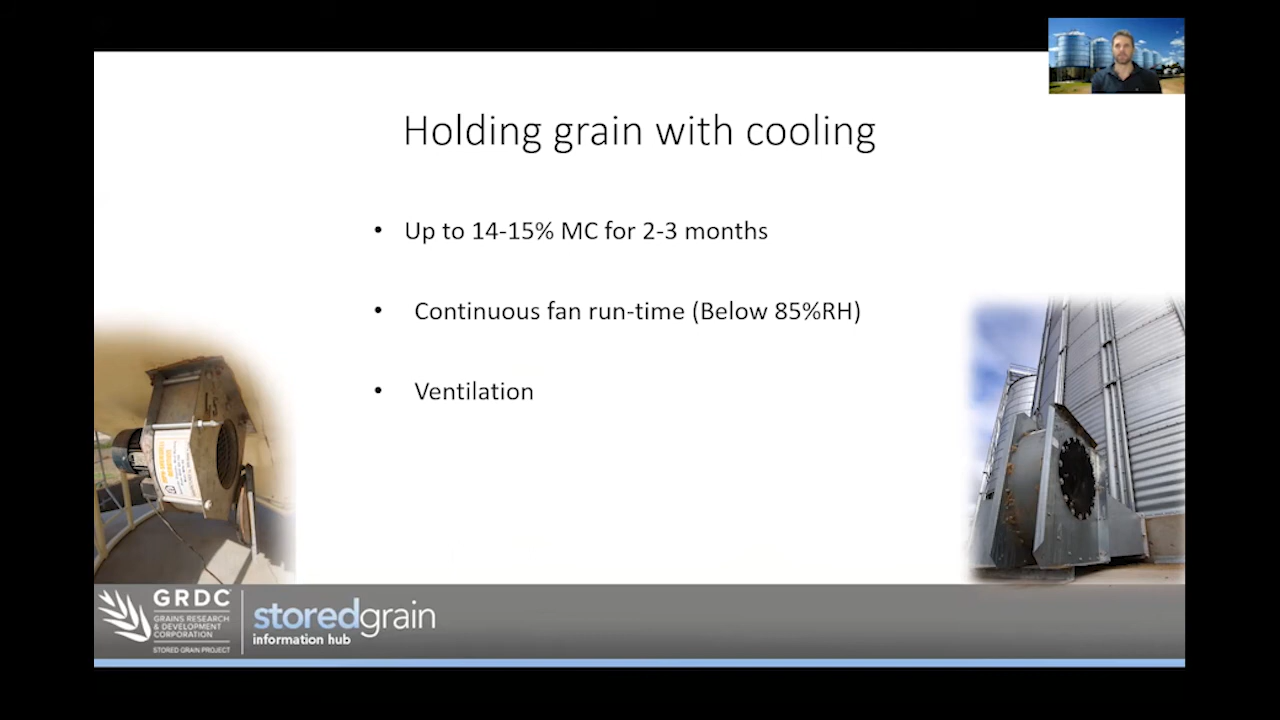 Holding grain with cooling
• Up to 14-15% MC for 2-3 months
• Continuous fan run-time (Below 85%RH)
• Ventilation
GRDC
GRAINS RESEARCH
& DEVELOPMENT
CORPORATION
STORED GRAIN PROJECT
storedgrain
information hub